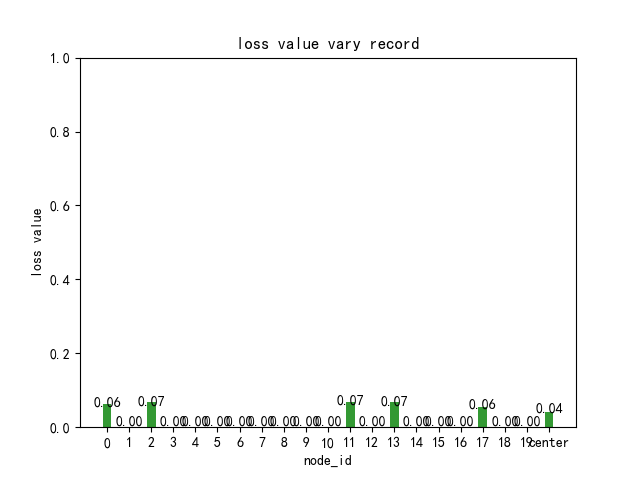 loss value vary record
1.0
0.8
0.6
0.4
0.2
0.0
loss value
0.06 0.00 0.07 0.00 0.00 0.00 0.00 0.00 0.00 0.00 0.00 0.07 0.00 0.07 0.00 0.00 0.00 0.06 0.00 0.00 0.04
0 1 2 3 4 5 6 7 8 9 10 11 12 13 14 15 16 17 18 19 center
node_id